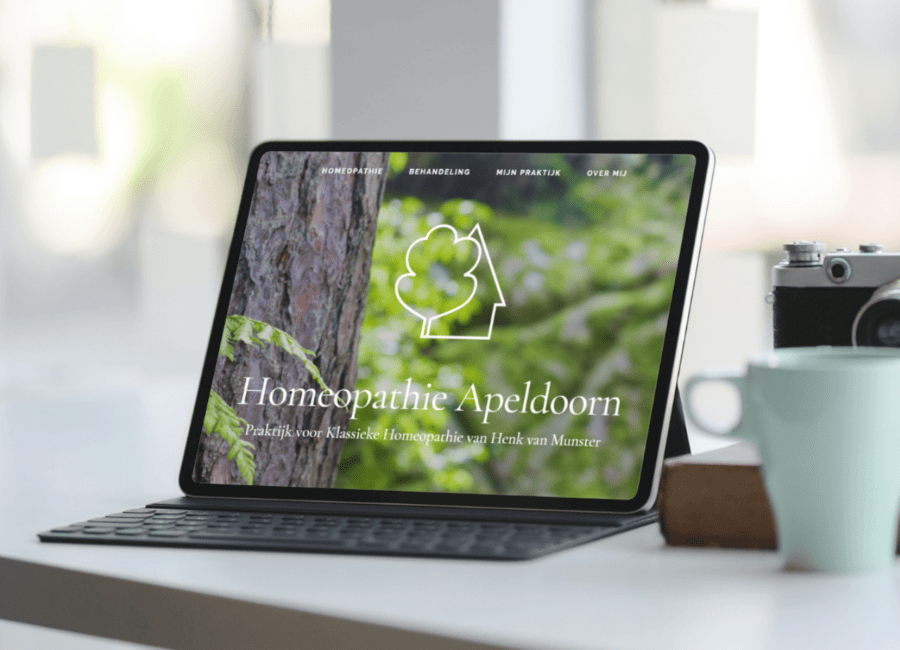 HOMEOPATHIE BEHANDELING MIJN PRAKTIJK OVER MIJ
Homeopathie Apeldoorn
Praktijk voor Klassieke Homeopathie van Henk van Munster